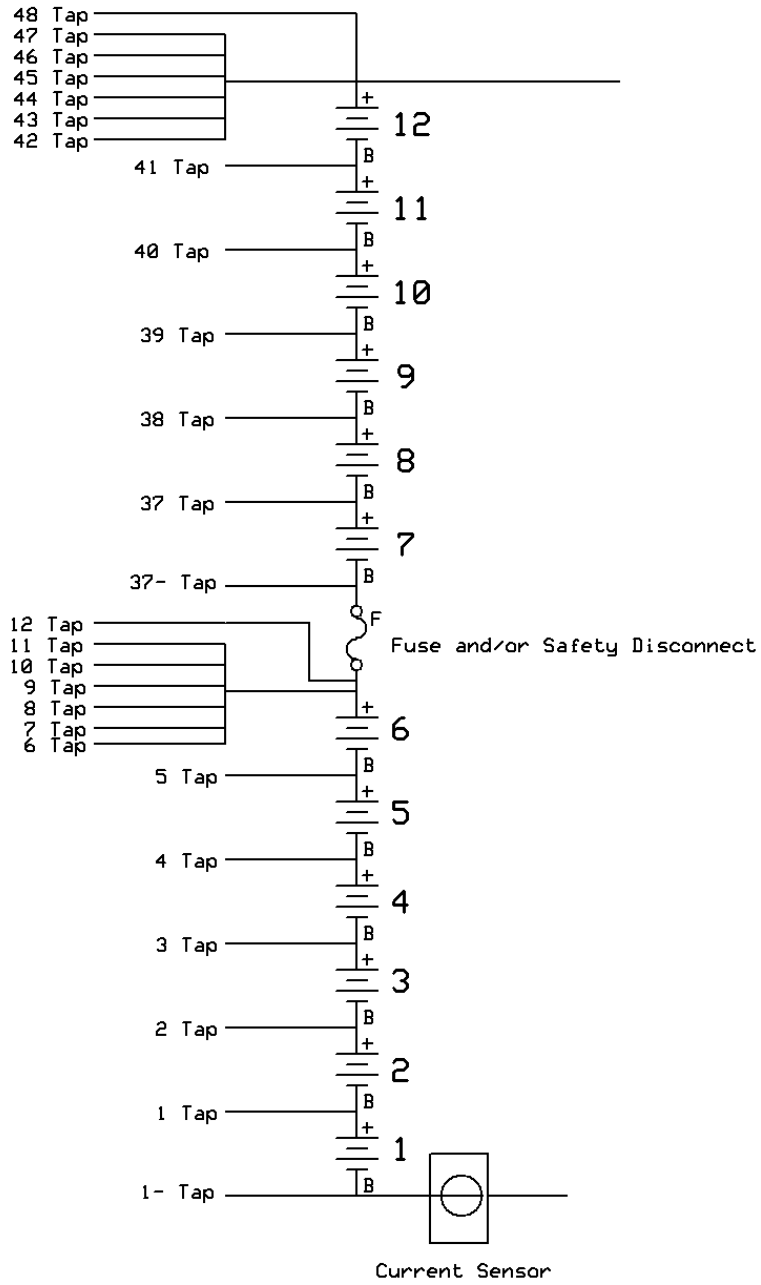 48 Tap
47 Tap
46 Tap
45 Tap
44 Tap
43 Tap
42 Tap
+
12
41 Tap
B
+
11
40 Tap
B
+
10
39 Tap
B
+
9
38 Tap
B
+
8
37 Tap
B
+
7
37- Tap
B
F
12 Tap
11 Tap
Fuse and/or Safety Disconnect
10 Tap
9 Tap
8 Tap
7 Tap
6 Tap
+
6
5 Tap
B
+
5
4 Tap
B
+
4
3 Tap
B
+
3
2 Tap
B
+
2
1 Tap
B
+
1
1- Tap
B
Current Sensor